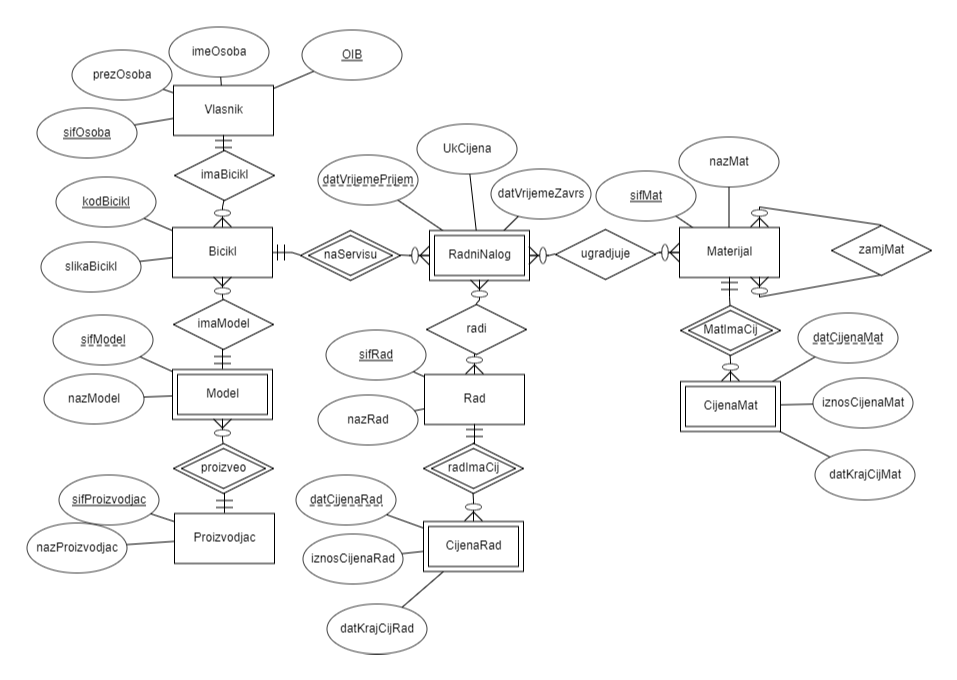 imeOsoba
OIB
prezOsoba
Vlasnik
sifOsoba
imaBicikl
kodBicikl
Bicikl
slikaBicikl
imaModel
sifModel
Model
nazModel
proizveo
sifProizvodjac
Proizvodjac
nazProizvodjac
UkCijena
datVrijemePrijem
datVrijemeZavrs
naServisu
RadniNalog
ugradjuje
radi
sifRad
Rad
nazRad
radImaCij
datCijenaRad
CijenaRad
iznosCijenaRad
datKrajCijRad
nazMat
sifMat
Materijal
zamjMat
MatImaCij
datCijenaMat
CijenaMat
iznosCijenaMat
datKrajCijMat